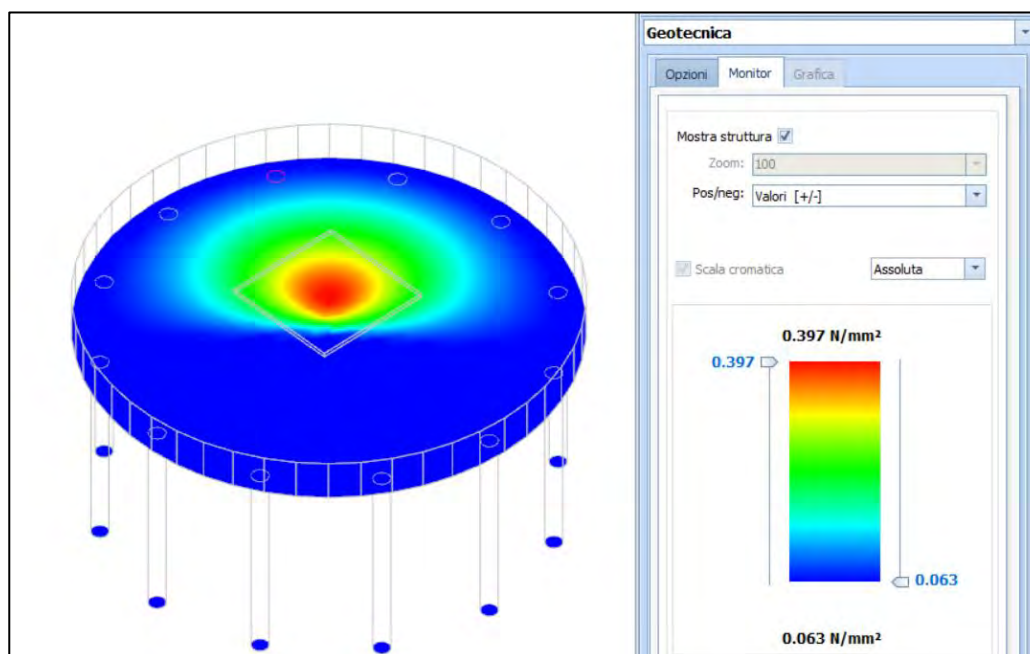 Geotecnica
Opzioni Monitor Grafica
Mostra struttura
Zoom: 100
Pos/neg: Valori [+/-]
Scala cromatica Assoluta
0.397 N/mm²
0.397
0.063
0.063 N/mm²